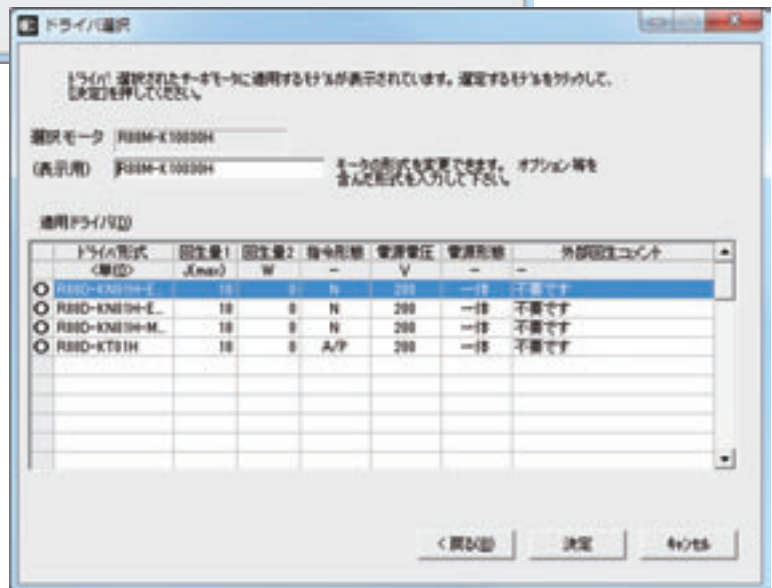 ドライバ選択
ドライバ 選択されたサーボモータに適用するモデルが表示されています。選定するモデルをクリックして、
[決定]を押してください。
選択モータ R88M-K10030H
(表示用) R88M-K10030H モータの形式を変更できます。 オプション等を
含んだ形式を入力して下さい。
適用ドライバ(D)
ドライバ形式 回生量1 回生量2 指令形態 電源電圧 電源形態 外部回生コメント
<単位> J(max) W - V - -
R88D-KN01H-E.. 18 0 N 200 一体 不要です
R88D-KN01H-E.. 18 0 N 200 一体 不要です
R88D-KN01H-M.. 18 0 N 200 一体 不要です
R88D-KT01H 18 0 A/P 200 一体 不要です
<戻る(B) 決定 キャンセル